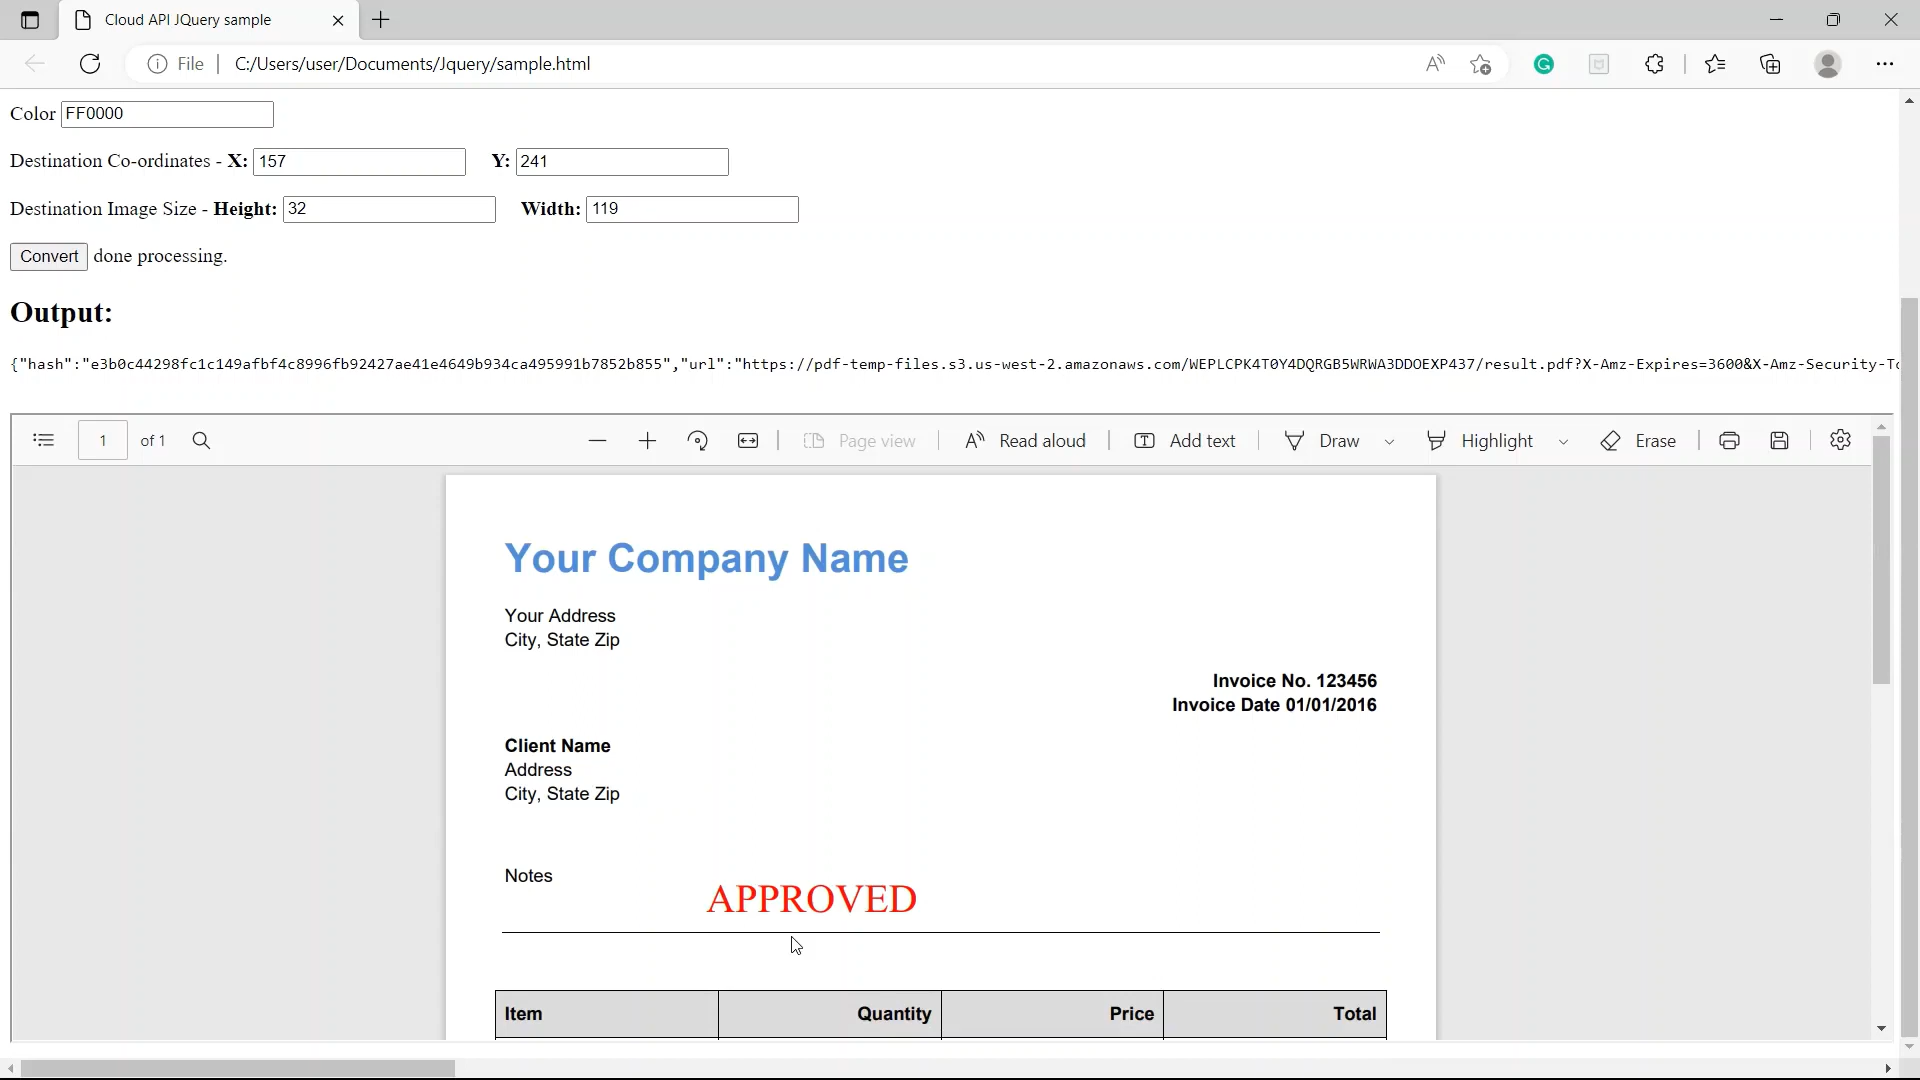 Cloud API JQuery sample
File
C:/Users/user/Documents/Jquery/sample.html
Color FF0000
Destination Co-ordinates - X: 157 Y: 241
Destination Image Size - Height: 32 Width: 119
Convert done processing.
Output:
{"hash":"e3b0c44298fc1c149afbf4c8996fb92427ae41e4649b934ca495991b7852b855","url":"https://pdf-temp-files.s3.us-west-2.amazonaws.com/WEPLCPK4T0Y4DQRGB5WRWA3DDOEXP437/result.pdf?X-Amz-Expires=3600&X-Amz-Security-To
1 of 1 Page view Read aloud Add text Draw Highlight Erase
Your Company Name
Your Address
City, State Zip
Invoice No. 123456
Invoice Date 01/01/2016
Client Name
Address
City, State Zip
Notes
APPROVED
Item Quantity Price Total